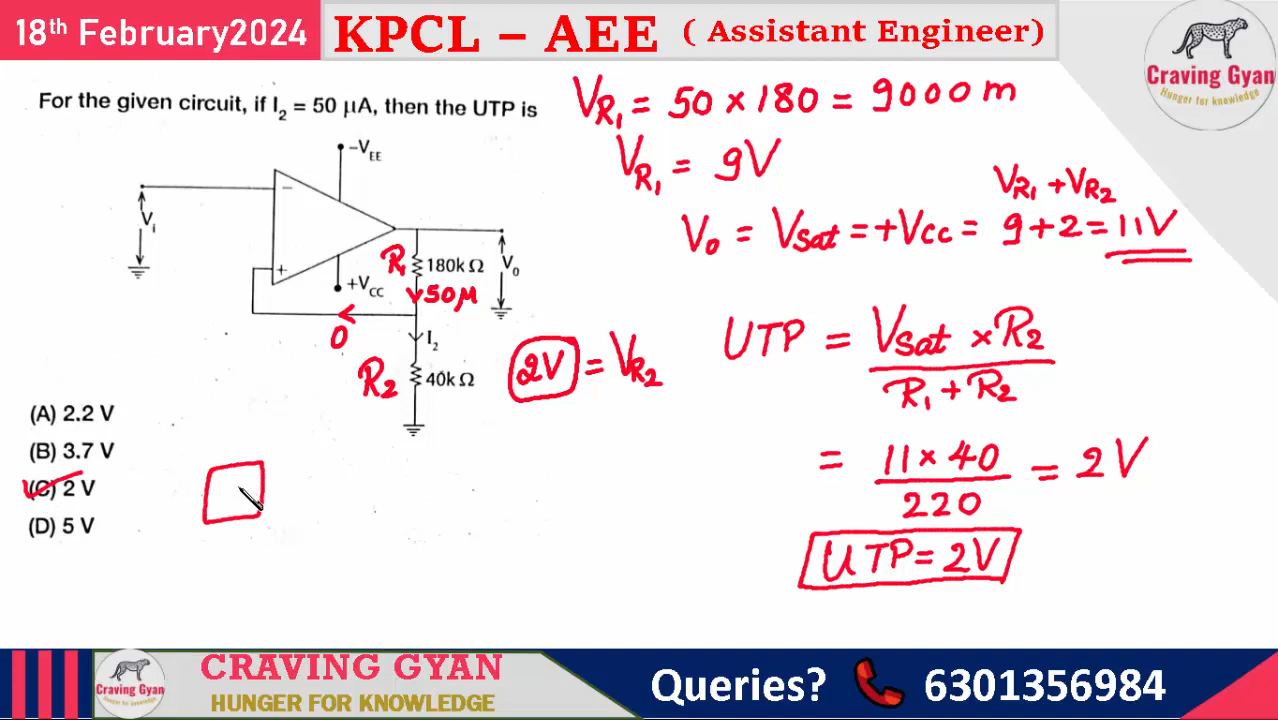 18th February2024
KPCL – AEE ( Assistant Engineer)
Craving Gyan
Hunger for knowledge
For the given circuit, if I2 = 50 μA, then the UTP is
VR1 = 50 × 180 = 9000 m
VR1 = 9V
VR1 + VR2
V0 = VSat = +Vcc = 9+2 = 11V
-VEE
−
Vi
+
+VCC
R1
180k Ω
V0
50μ
0
I2
R2
40k Ω
2V = VR2
UTP = VSat × R2
R1 + R2
= 11 × 40 = 2V
220
UTP = 2V
(A) 2.2 V
(B) 3.7 V
(C) 2 V
(D) 5 V
Craving Gyan
CRAVING GYAN
HUNGER FOR KNOWLEDGE
Queries? 6301356984